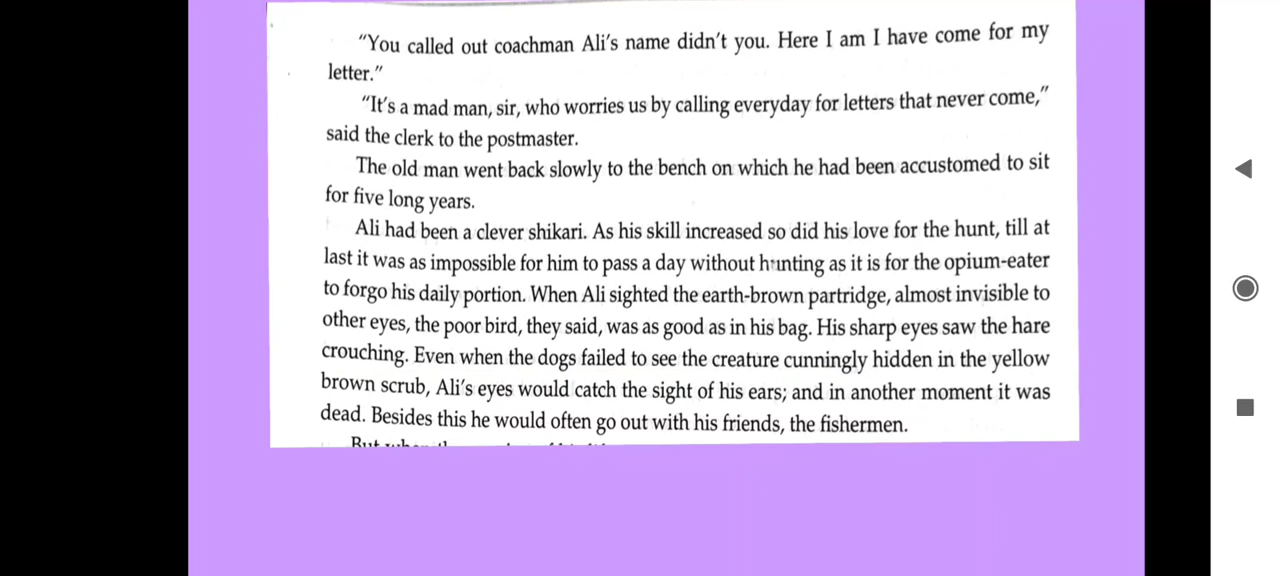 "You called out coachman Ali's name didn't you. Here I am I have come for my
letter."
"It's a mad man, sir, who worries us by calling everyday for letters that never come,"
said the clerk to the postmaster.
The old man went back slowly to the bench on which he had been accustomed to sit
for five long years.
Ali had been a clever shikari. As his skill increased so did his love for the hunt, till at
last it was as impossible for him to pass a day without hunting as it is for the opium-eater
to forgo his daily portion. When Ali sighted the earth-brown partridge, almost invisible to
other eyes, the poor bird, they said, was as good as in his bag. His sharp eyes saw the hare
crouching. Even when the dogs failed to see the creature cunningly hidden in the yellow
brown scrub, Ali's eyes would catch the sight of his ears; and in another moment it was
dead. Besides this he would often go out with his friends, the fishermen.
But when